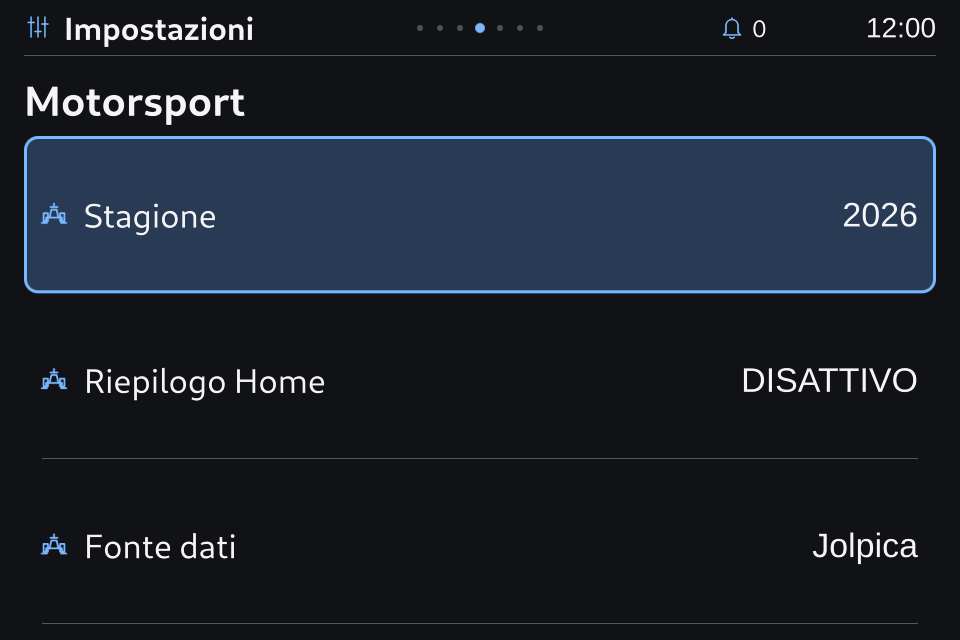 Impostazioni
0
12:00
Motorsport
Stagione
2026
Riepilogo Home
DISATTIVO
Fonte dati
Jolpica